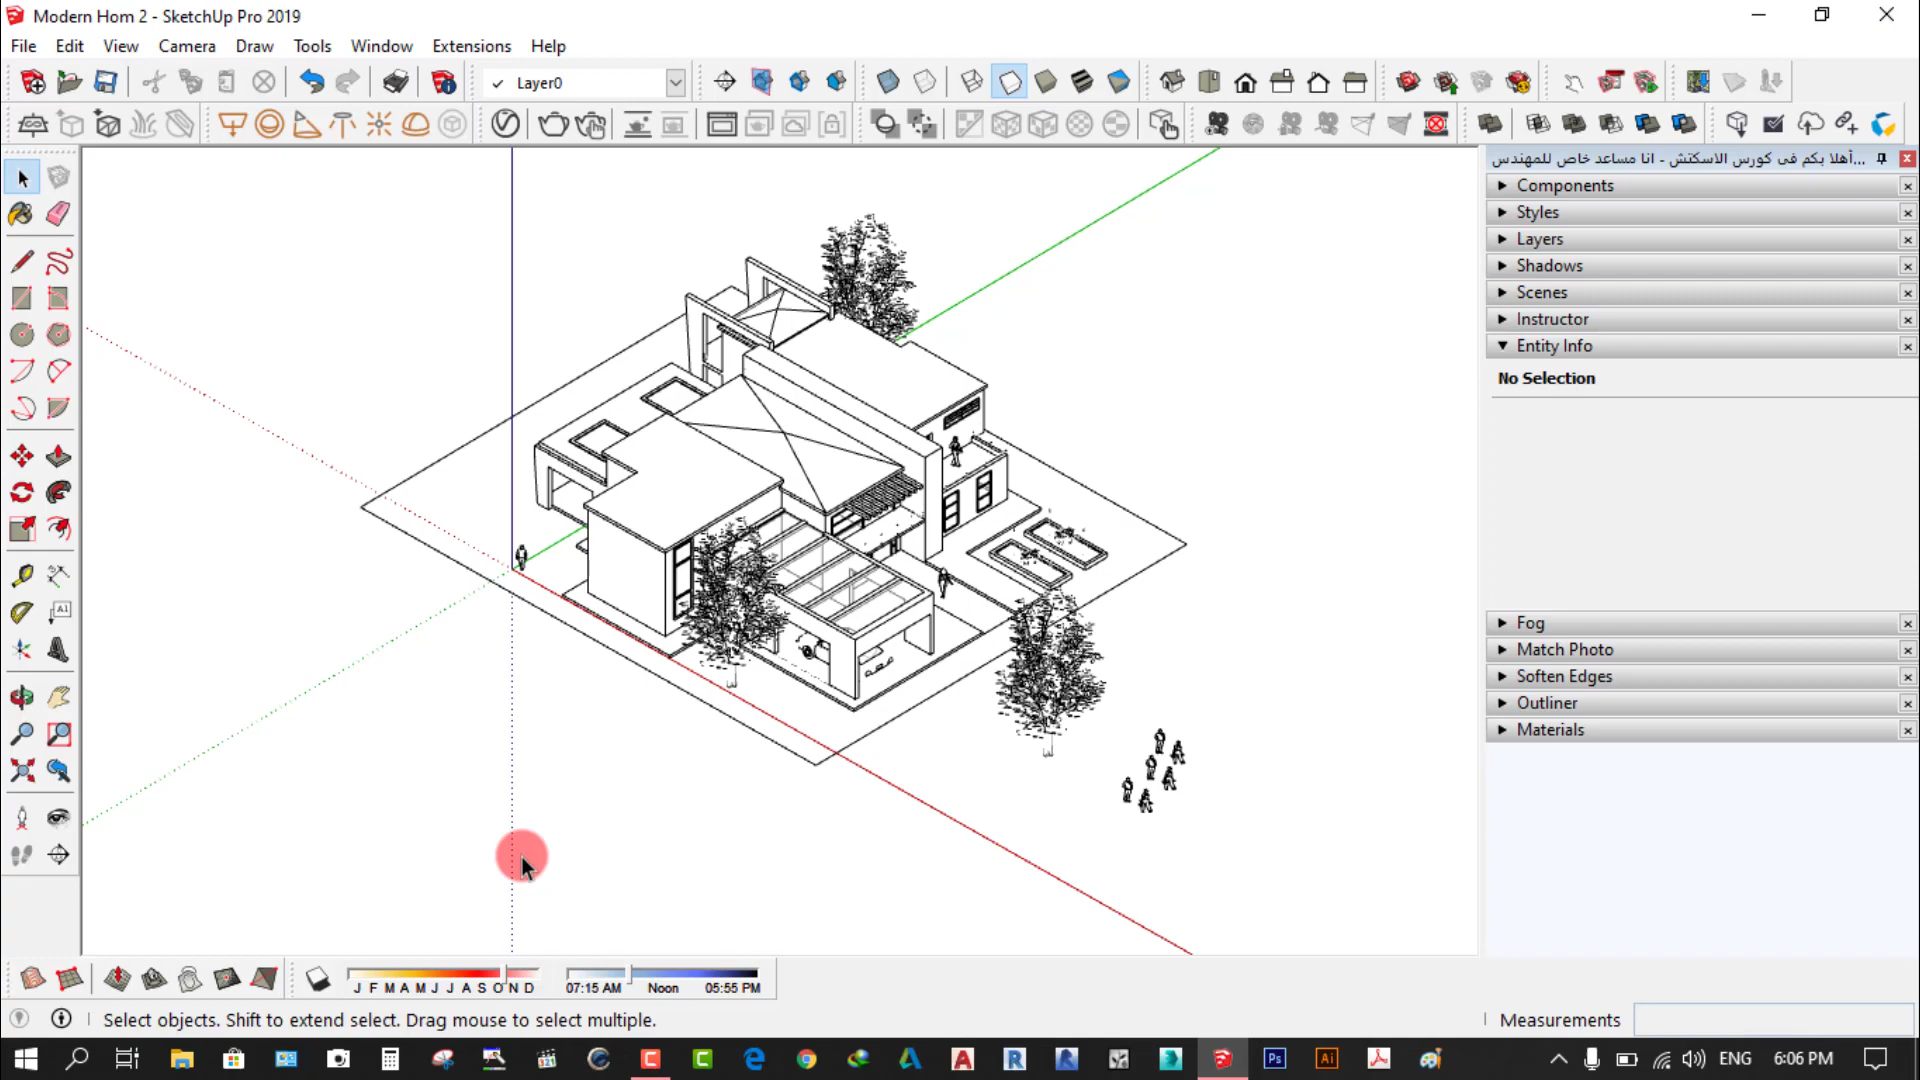 Modern Hom 2 - SketchUp Pro 2019
File Edit View Camera Draw Tools Window Extensions Help
✓ Layer0
أهلا بكم فى كورس الاسكتش - انا مساعد خاص للمهندس...
Components
Styles
Layers
Shadows
Scenes
Instructor
Entity Info
No Selection
Fog
Match Photo
Soften Edges
Outliner
Materials
A1
J F M A M J J A S O N D
07:15 AM Noon 05:55 PM
Select objects. Shift to extend select. Drag mouse to select multiple.
Measurements
ENG 6:06 PM